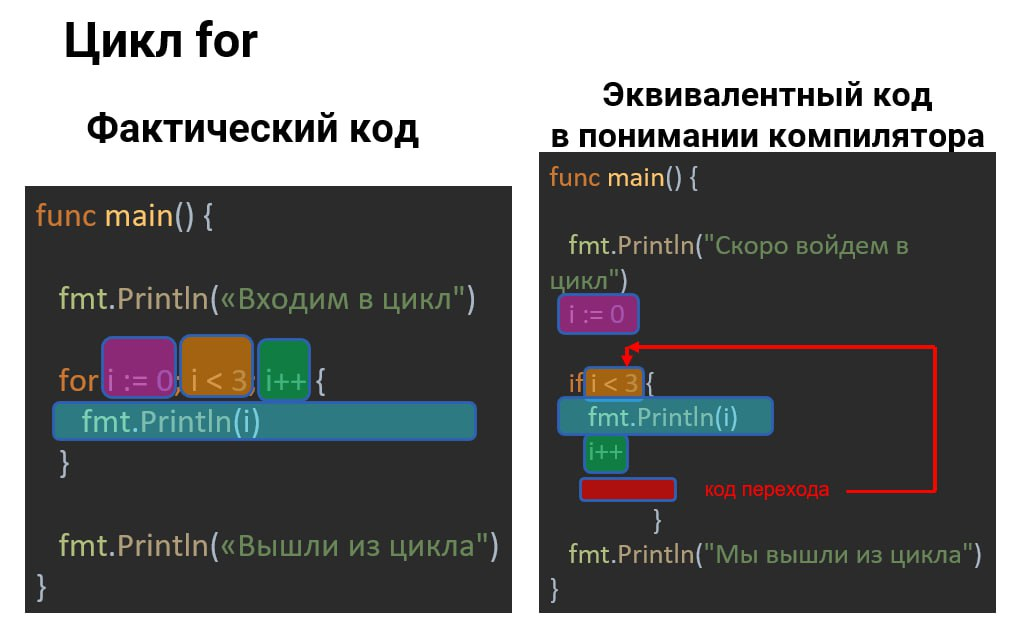 Цикл for
Фактический код
func main() {
fmt.Println(«Входим в цикл")
for i := 0; i < 3; i++ {
fmt.Println(i)
}
fmt.Println(«Вышли из цикла")
}
Эквивалентный код
в понимании компилятора
func main() {
fmt.Println("Скоро войдем в
цикл")
i := 0
if i < 3 {
fmt.Println(i)
i++
код перехода
}
fmt.Println("Мы вышли из цикла")
}